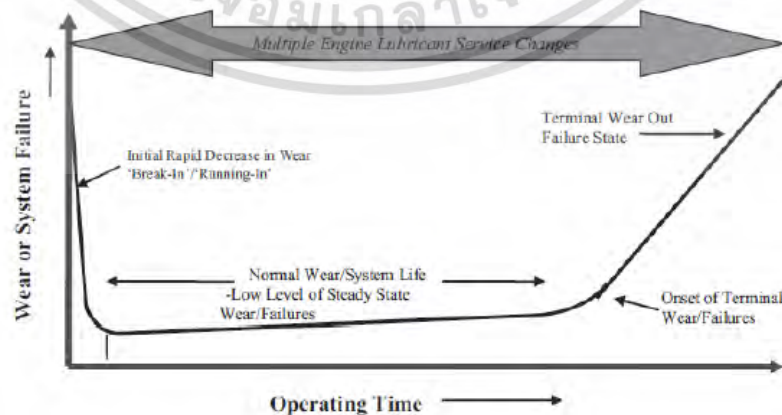 Multiple Engine Lubricant Service Changes
Terminal Wear Out
Failure State
Initial Rapid Decrease in Wear
'Break-In'/'Running-In'
Wear or System Failure
Normal Wear/System Life
-Low Level of Steady State
Wear/Failures
Onset of Terminal
Wear/Failures
Operating Time